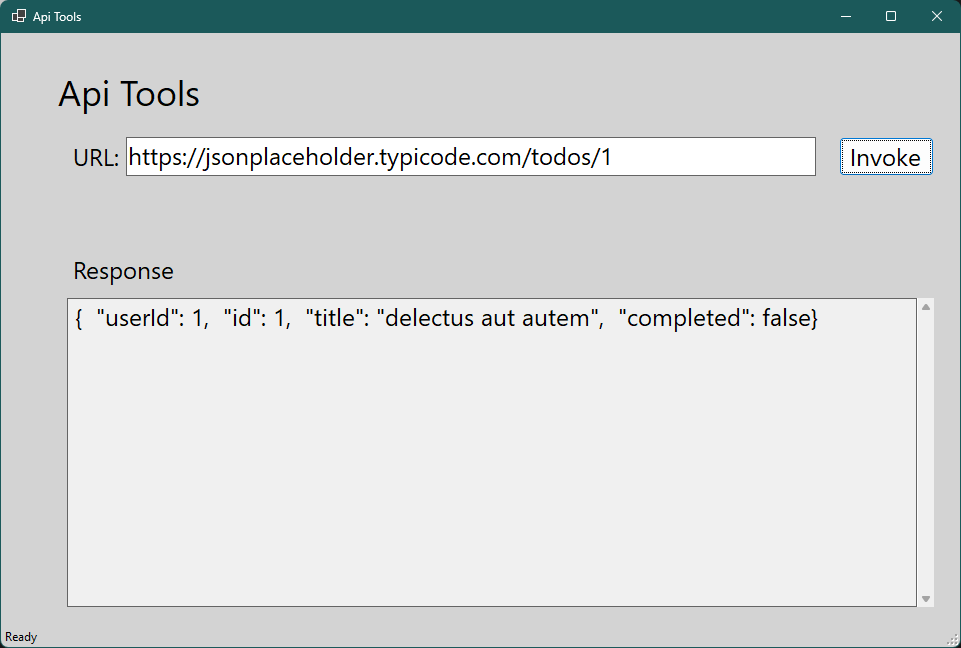 Api Tools
Api Tools
URL: https://jsonplaceholder.typicode.com/todos/1 Invoke
Response
{  "userId": 1,  "id": 1,  "title": "delectus aut autem",  "completed": false}
Ready